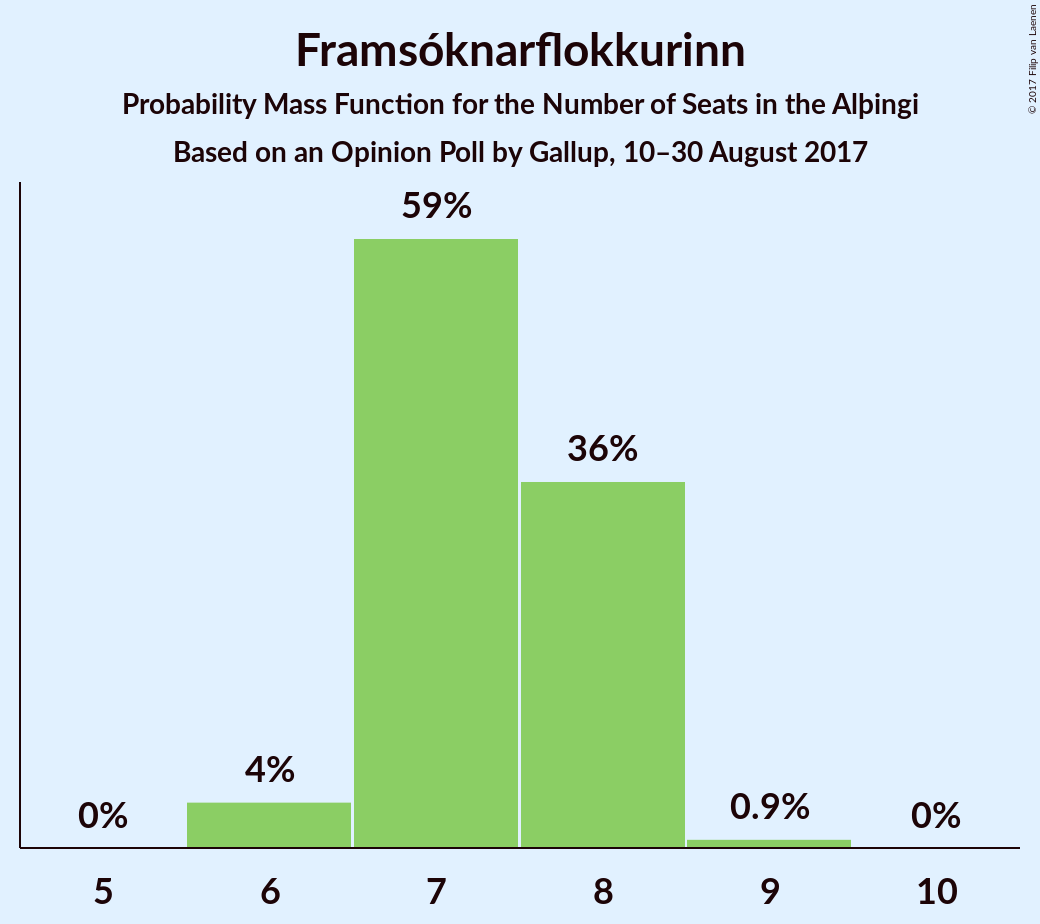 Framsóknarflokkurinn
Probability Mass Function for the Number of Seats in the Alþingi
Based on an Opinion Poll by Gallup, 10–30 August 2017
© 2017 Filip van Laenen
59%
36%
4%
0.9%
0%
0%
5 6 7 8 9 10